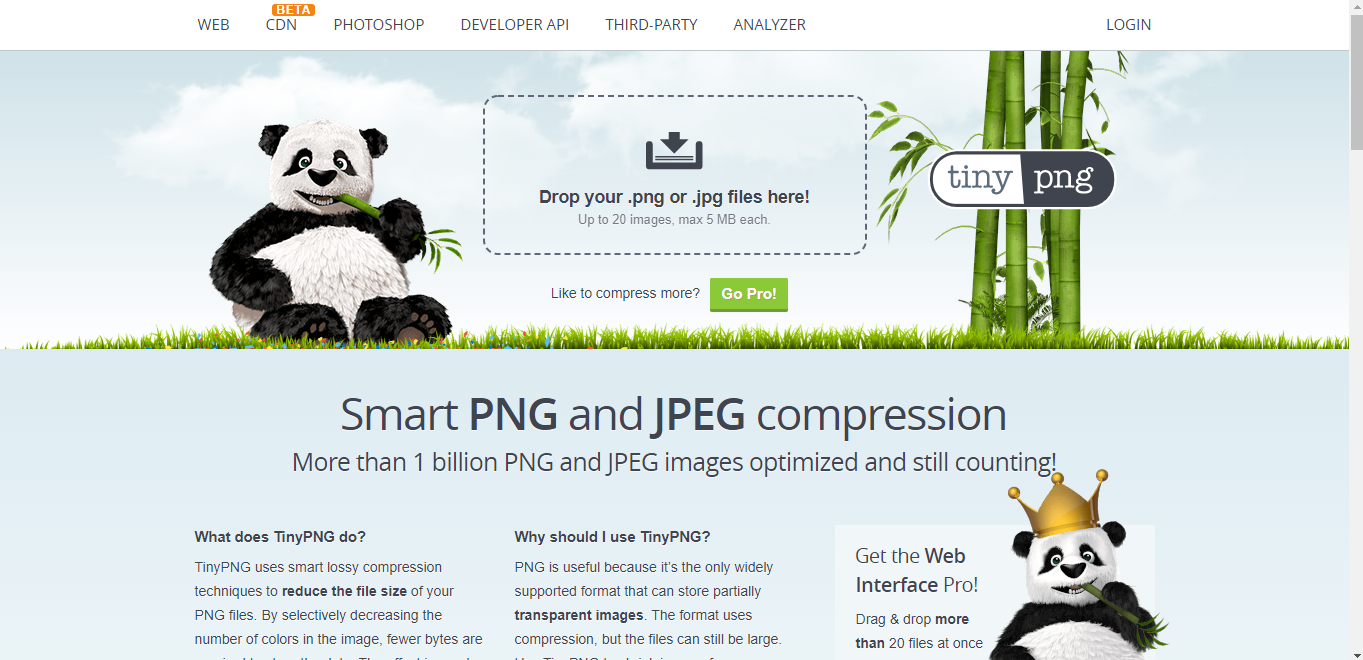 WEB
BETA
CDN
PHOTOSHOP
DEVELOPER API
THIRD-PARTY
ANALYZER
LOGIN
Drop your .png or .jpg files here!
Up to 20 images, max 5 MB each.
tiny png
Like to compress more?
Go Pro!
Smart PNG and JPEG compression
More than 1 billion PNG and JPEG images optimized and still counting!
What does TinyPNG do?
TinyPNG uses smart lossy compression
techniques to reduce the file size of your
PNG files. By selectively decreasing the
number of colors in the image, fewer bytes are
Why should I use TinyPNG?
PNG is useful because it’s the only widely
supported format that can store partially
transparent images. The format uses
compression, but the files can still be large.
Get the Web
Interface Pro!
Drag & drop more
than 20 files at once